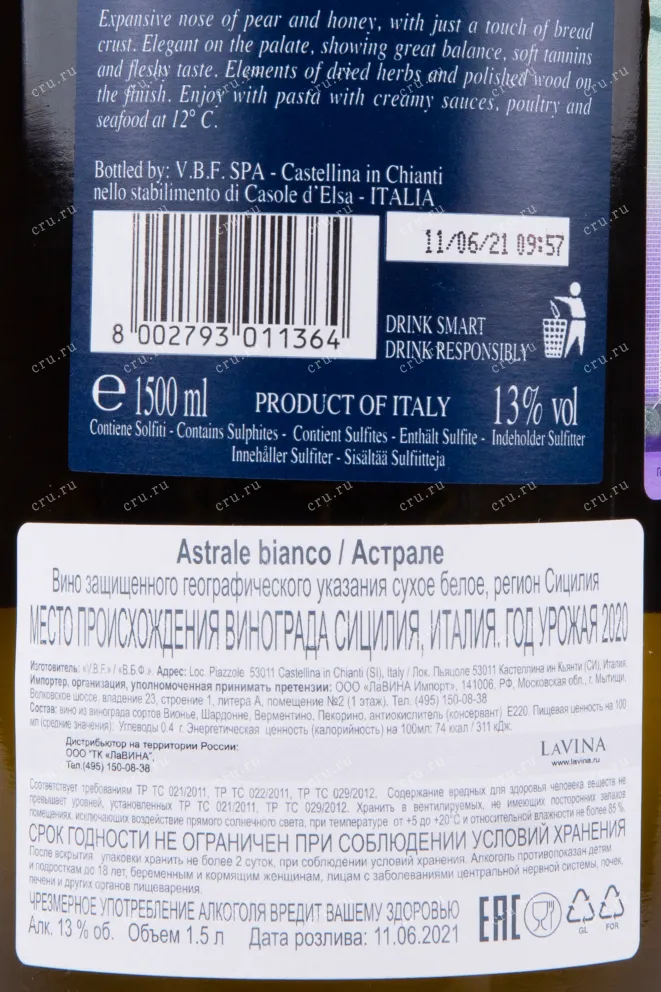 Expansive nose of pear and honey, with just a touch of bread
crust. Elegant on the palate, showing great balance, soft tannins
and fleshy taste. Elements of dried herbs and polished wood on
the finish. Enjoy with pasta with creamy sauces, poultry and
seafood at 12° C.
Bottled by: V.B.F. SPA - Castellina in Chianti
nello stabilimento di Casole d'Elsa - ITALIA
11/06/21 09:57
8 002793 011364
DRINK SMART
DRINK RESPONSIBLY
e 1500 ml
PRODUCT OF ITALY
13% vol
Contiene Solfiti - Contains Sulphites - Contient Sulfites - Enthält Sulfite - Indeholder Sulfitter
Innehåller Sulfiter - Sisältää Sulfiitteja
Astrale bianco / Астрале
Вино защищенного географического указания сухое белое, регион Сицилия
МЕСТО ПРОИСХОЖДЕНИЯ ВИНОГРАДА СИЦИЛИЯ, ИТАЛИЯ. ГОД УРОЖАЯ 2020
Изготовитель: «V.B.F.» / «В.Б.Ф.». Адрес: Loc. Piazzole 53011 Castellina in Chianti (SI), Italy / Лок. Пьяцоле 53011 Кастеллина ин Кьянти (СИ), Италия.
Импортер, организация, уполномоченная принимать претензии: ООО «ЛаВИНА Импорт», 141006, РФ, Московская обл., г. Мытищи,
Волковское шоссе, владение 23, строение 1, литера А, помещение №2 (1 этаж). Тел. (495) 150-08-38
Состав: вино из винограда сортов Вионье, Шардонне, Верментино, Пекорино, антиокислитель (консервант) E220. Пищевая ценность на 100
мл (средние значения): Углеводы 0.4 г. Энергетическая ценность (калорийность) на 100мл: 74 ккал / 311 кДж.
Дистрибьютор на территории России:
ООО "ТК «ЛаВИНА",
Тел.(495) 150-08-38
LAVINA
www.lavina.ru
Соответствует требованиям ТР ТС 021/2011, ТР ТС 022/2011, ТР ТС 029/2012. Содержание вредных для здоровья человека веществ не
превышает уровней, установленных ТР ТС 021/2011, ТР ТС 029/2012. Хранить в вентилируемых, не имеющих посторонних запахов
помещениях, исключающих воздействие прямого солнечного света, при температуре от +5 до +20°С и относительной влажности не более 85 %.
СРОК ГОДНОСТИ НЕ ОГРАНИЧЕН ПРИ СОБЛЮДЕНИИ УСЛОВИЙ ХРАНЕНИЯ
После вскрытия упаковки хранить не более 2 суток, при соблюдении условий хранения. Алкоголь противопоказан детям
и подросткам до 18 лет, беременным и кормящим женщинам, лицам с заболеваниями центральной нервной системы, почек,
печени и других органов пищеварения.
ЧРЕЗМЕРНОЕ УПОТРЕБЛЕНИЕ АЛКОГОЛЯ ВРЕДИТ ВАШЕМУ ЗДОРОВЬЮ
Алк. 13 % об. Объем 1.5 л Дата розлива: 11.06.2021
EAC
GL
FOR
cru.ru